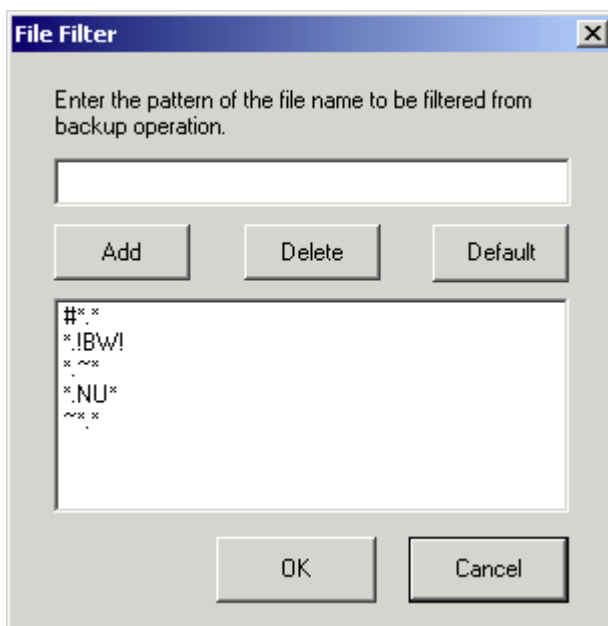 File Filter
Enter the pattern of the file name to be filtered from
backup operation.
Add Delete Default
#*.*
*.!BW!
*.~*
*.NU*
~*.*
OK Cancel